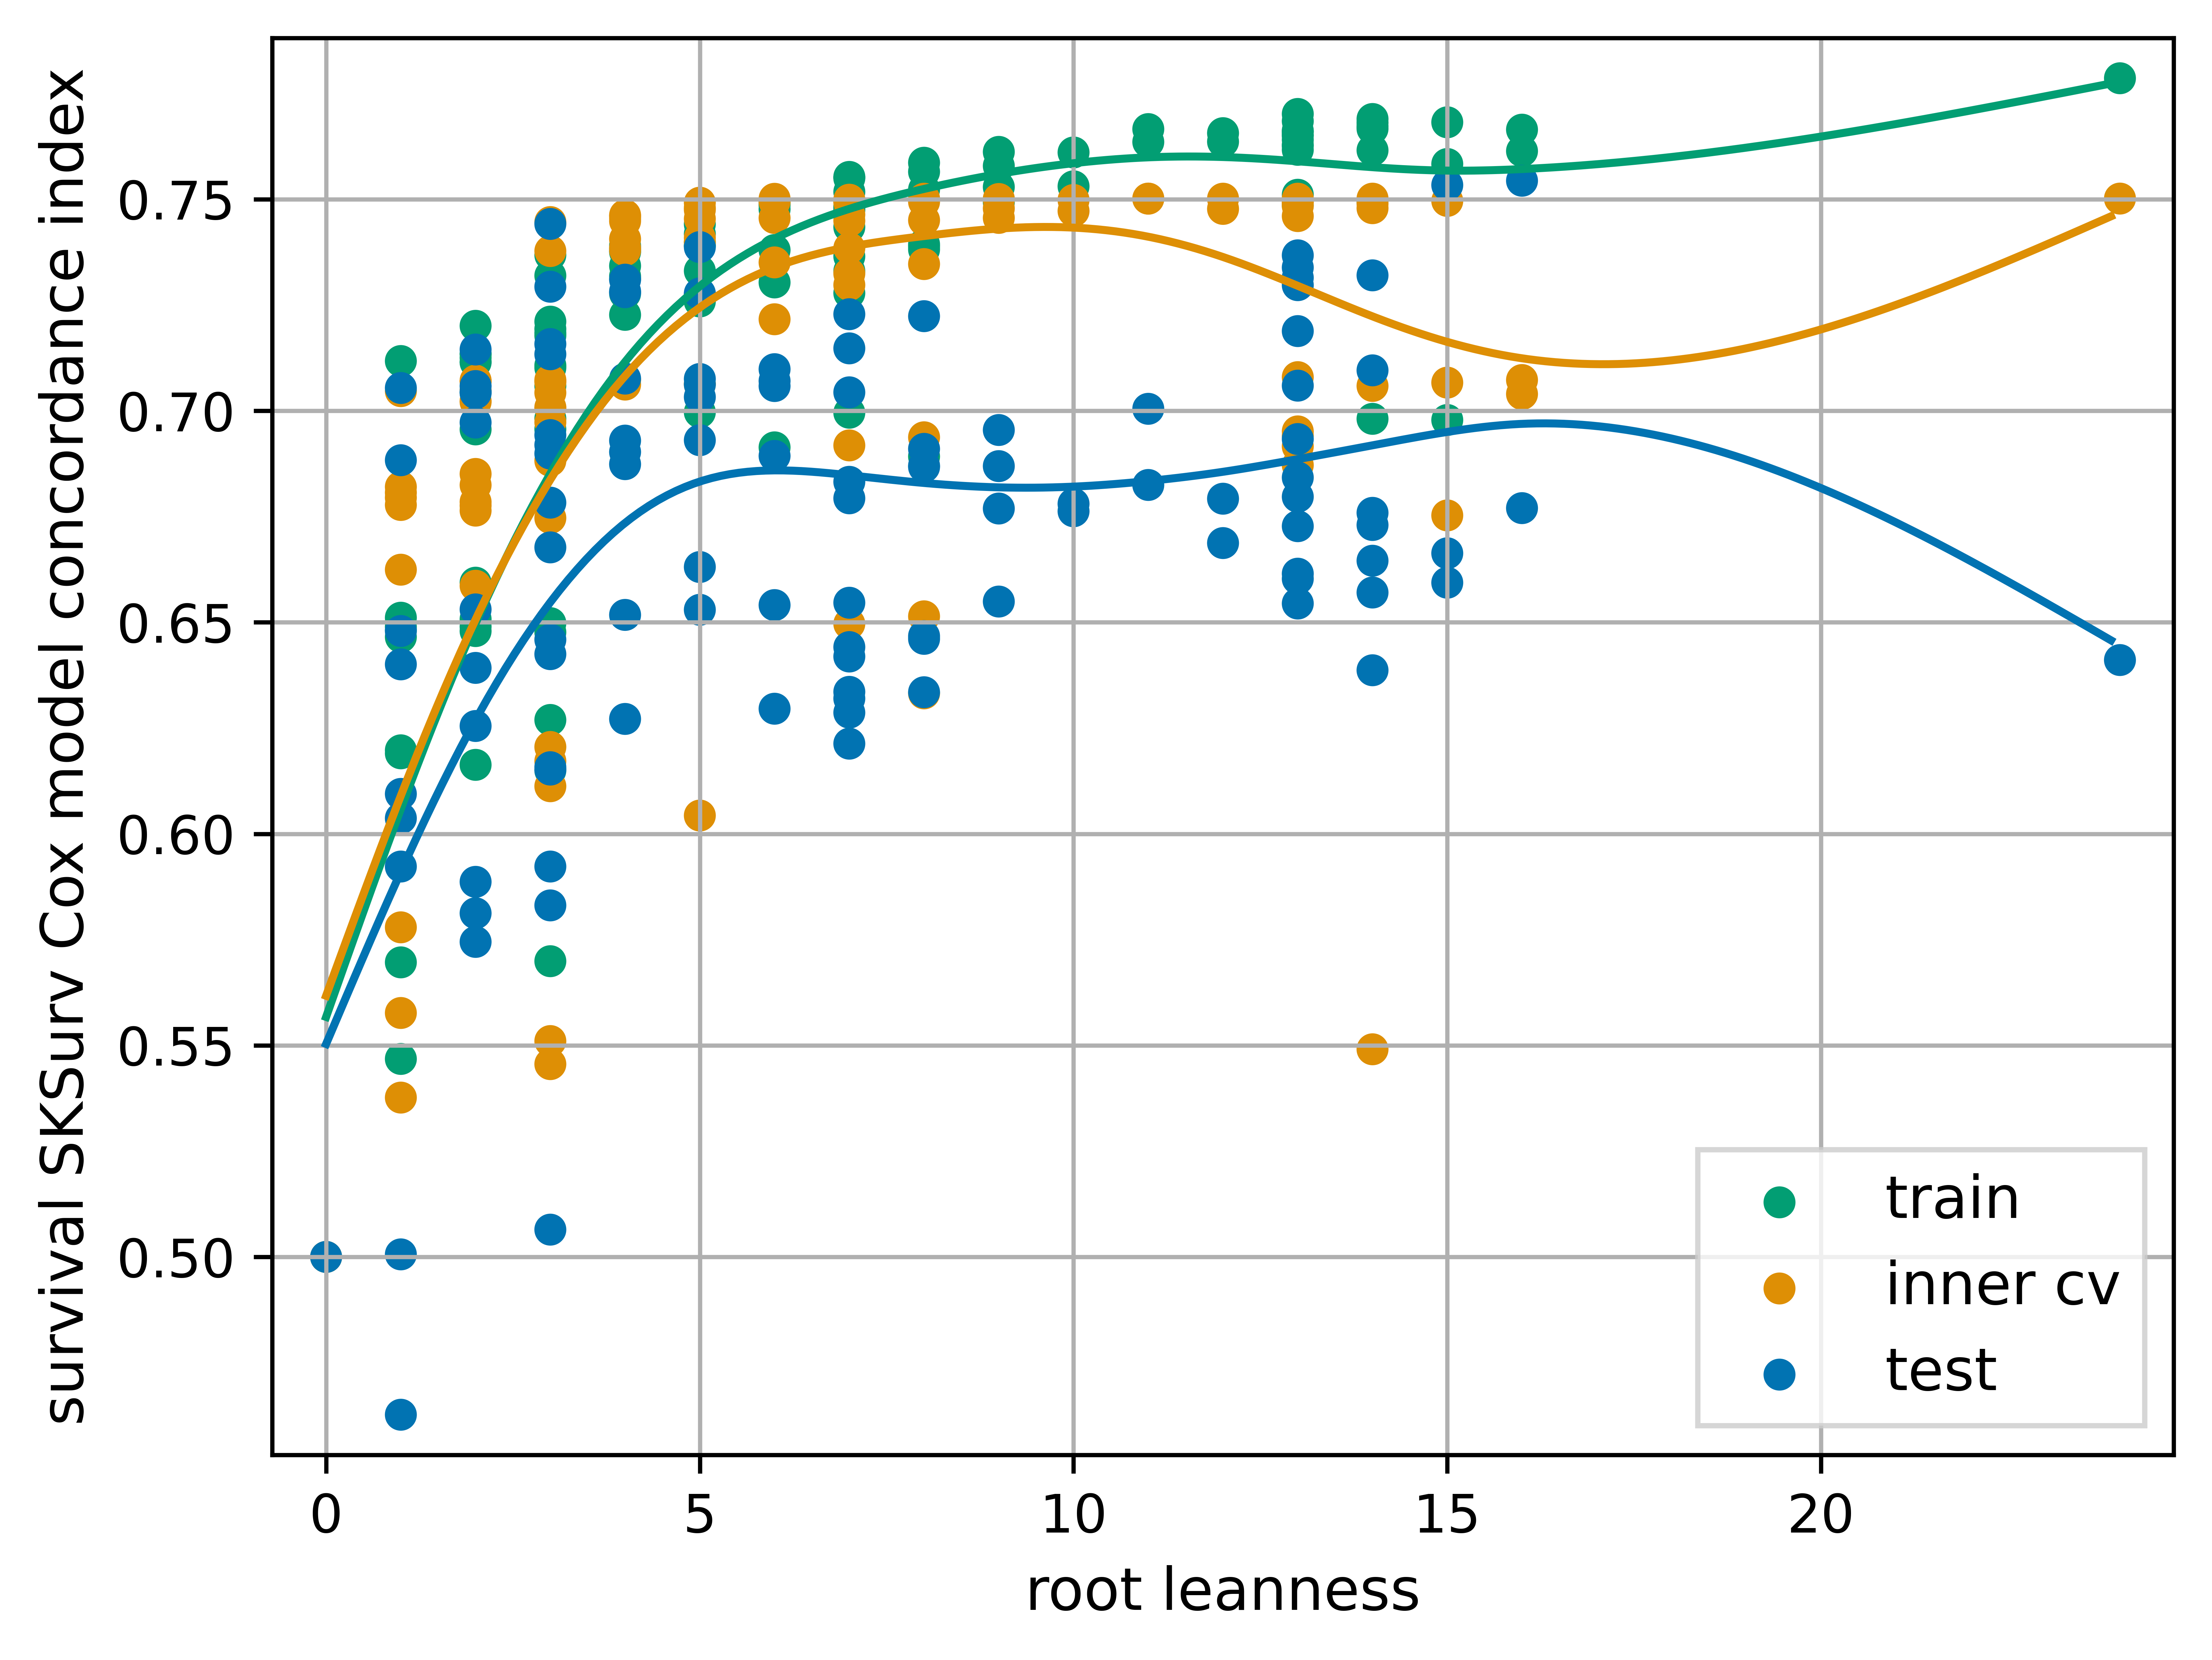 survival SKSurv Cox model concordance index
0.75
0.70
0.65
0.60
0.55
0.50
0 5 10 15 20
root leanness
train
inner cv
test